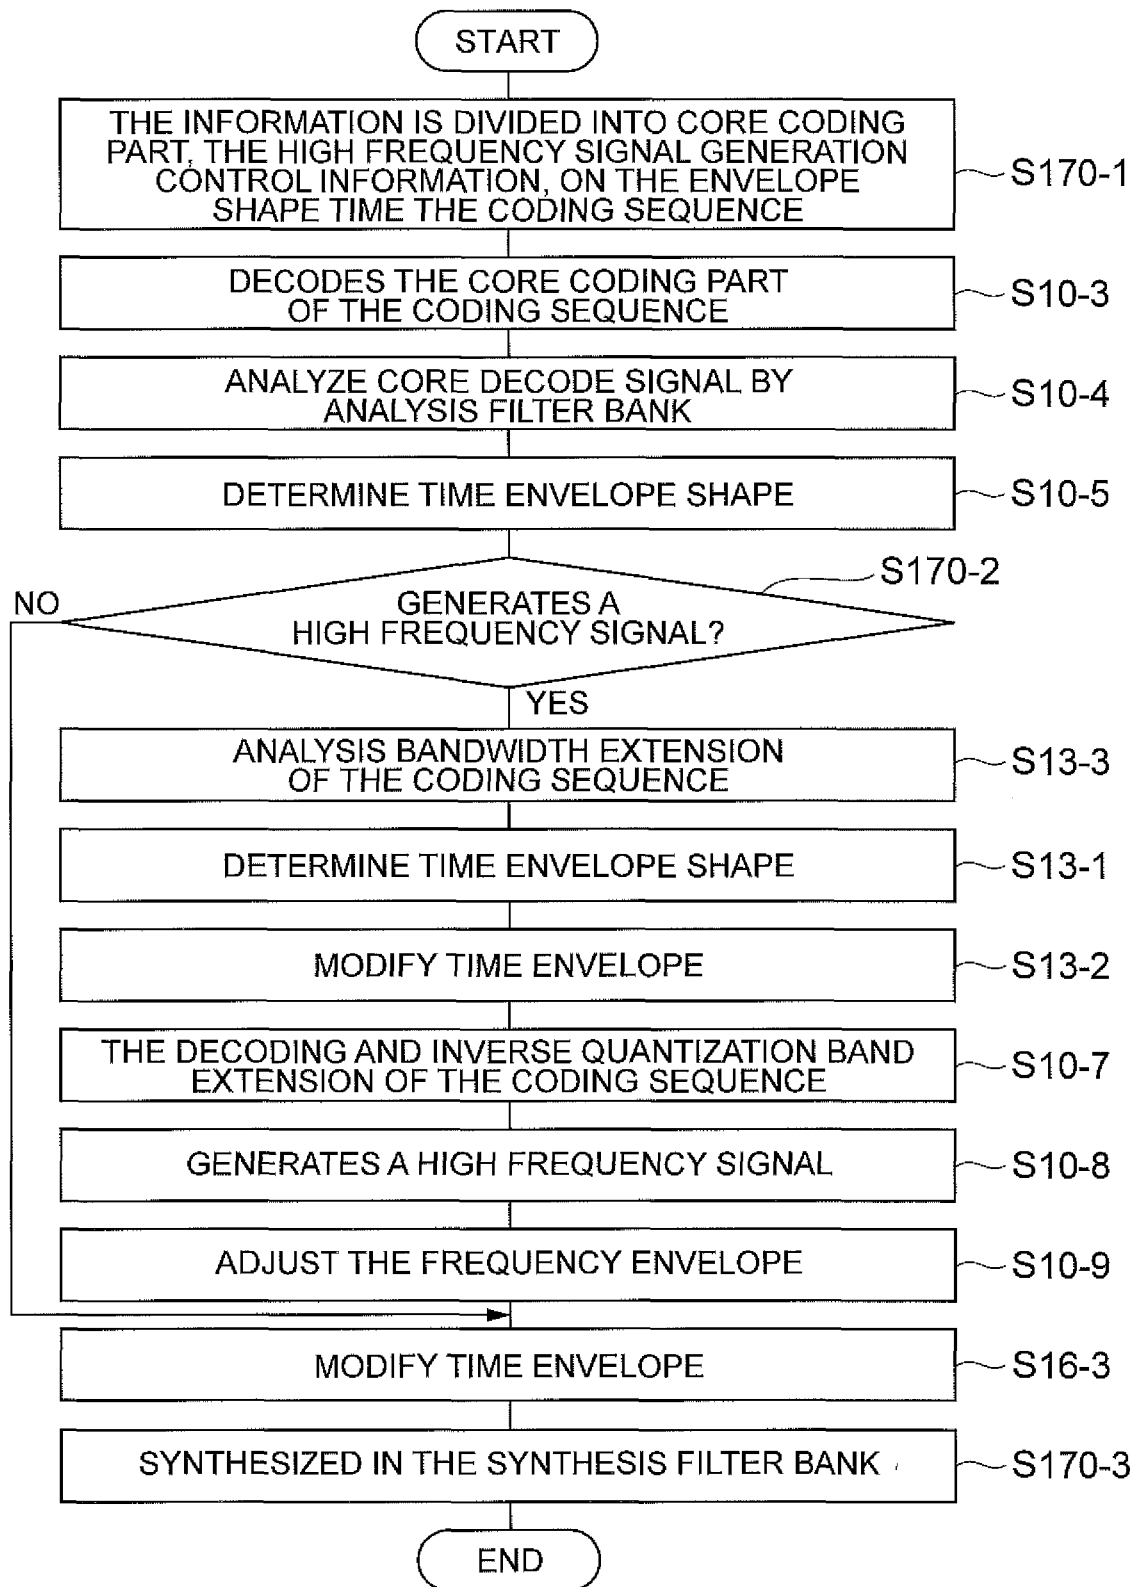 START
THE INFORMATION IS DIVIDED INTO CORE CODING
PART, THE HIGH FREQUENCY SIGNAL GENERATION
CONTROL INFORMATION, ON THE ENVELOPE
SHAPE TIME THE CODING SEQUENCE
S170-1
DECODES THE CORE CODING PART
OF THE CODING SEQUENCE
S10-3
ANALYZE CORE DECODE SIGNAL BY
ANALYSIS FILTER BANK
S10-4
DETERMINE TIME ENVELOPE SHAPE
S10-5
S170-2
NO
GENERATES A
HIGH FREQUENCY SIGNAL?
YES
ANALYSIS BANDWIDTH EXTENSION
OF THE CODING SEQUENCE
S13-3
DETERMINE TIME ENVELOPE SHAPE
S13-1
MODIFY TIME ENVELOPE
S13-2
THE DECODING AND INVERSE QUANTIZATION BAND
EXTENSION OF THE CODING SEQUENCE
S10-7
GENERATES A HIGH FREQUENCY SIGNAL
S10-8
ADJUST THE FREQUENCY ENVELOPE
S10-9
MODIFY TIME ENVELOPE
S16-3
SYNTHESIZED IN THE SYNTHESIS FILTER BANK
S170-3
END